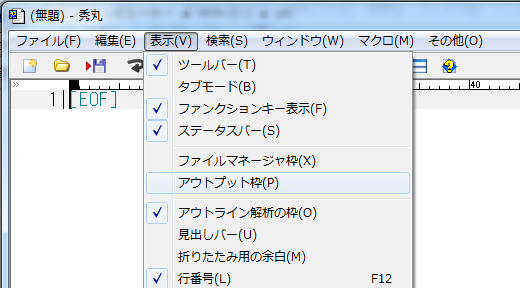 (無題) - 秀丸
ファイル(F) 編集(E) 表示(V) 検索(S) ウィンドウ(W) マクロ(M) その他(O)
ツールバー(T)
タブモード(B)
40
1 [EOF]
ファンクションキー表示(F)
ステータスバー(S)
ファイルマネージャ枠(X)
アウトプット枠(P)
アウトライン解析の枠(O)
見出しバー(U)
折りたたみ用の余白(M)
行番号(L) F12